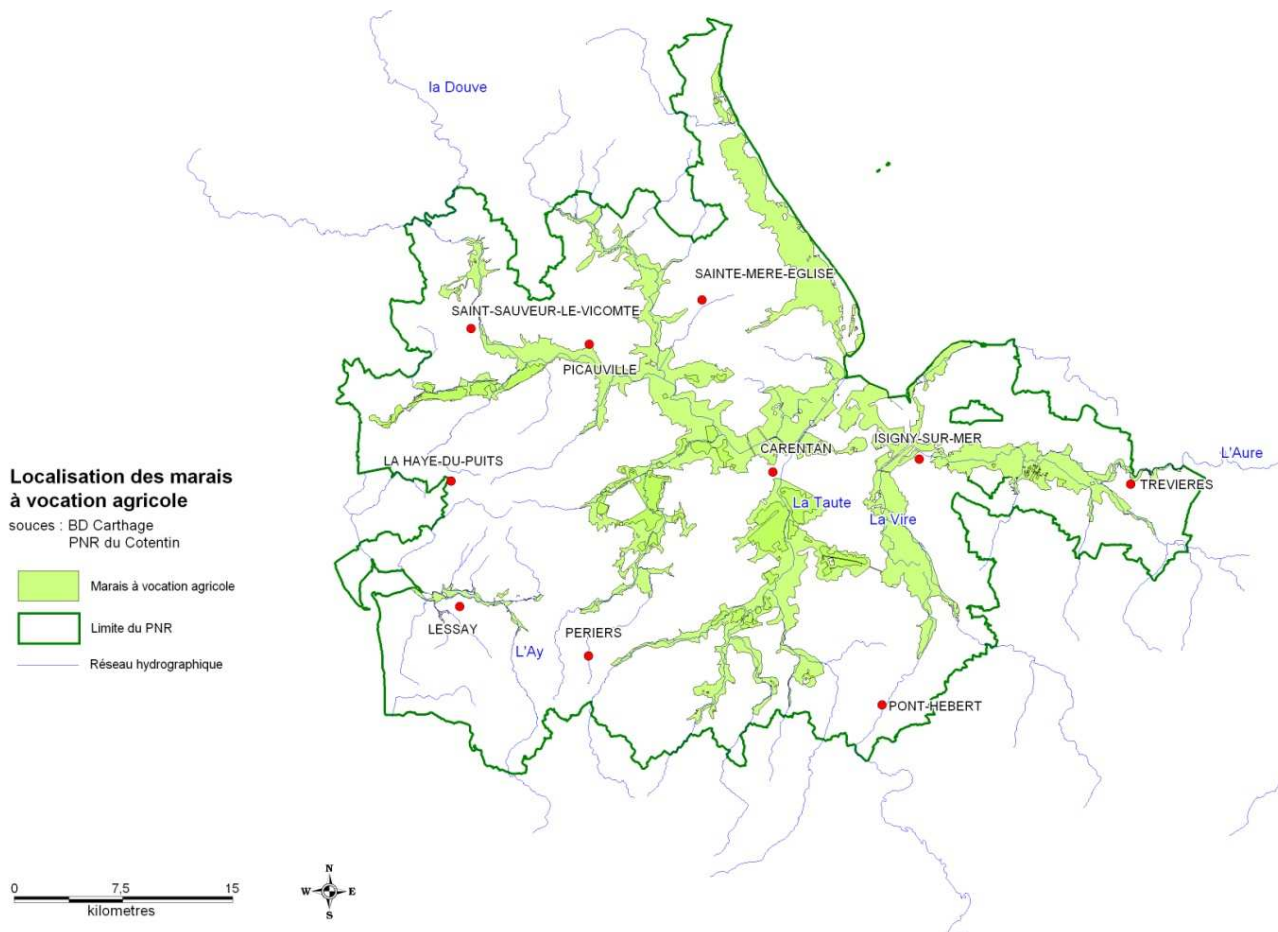 la Douve
SAINTE-MERE-EGLISE
SAINT-SAUVEUR-LE-VICOMTE
PICAUVILLE
ISIGNY-SUR-MER
CARENTAN
L'Aure
LA HAYE-DU-PUITS
TREVIERES
La Taute
La Vire
LESSAY
PERIERS
L'Ay
PONT-HEBERT
Localisation des marais
à vocation agricole
souces : BD Carthage
PNR du Cotentin
Marais à vocation agricole
Limite du PNR
Réseau hydrographique
0 7,5 15
kilometres
N
W E
S